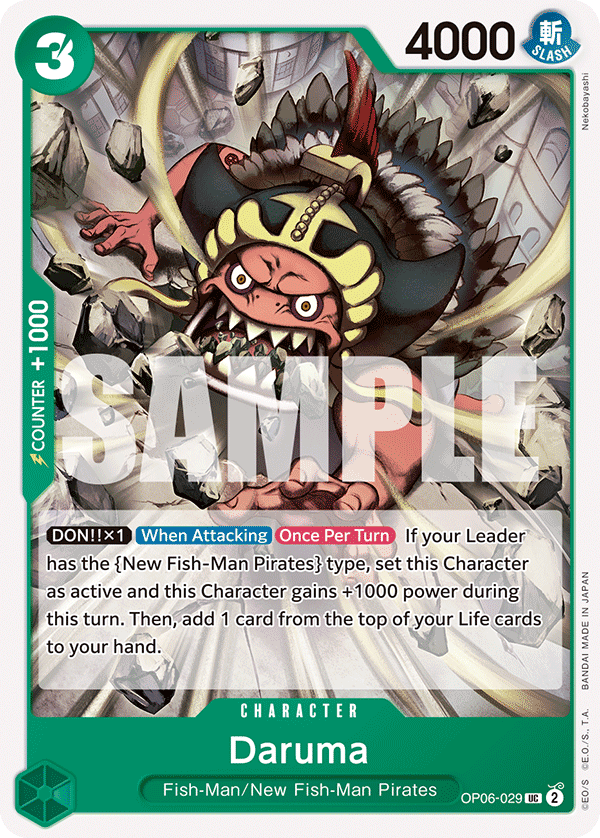 3
4000
斬
SLASH
Nekobayashi
COUNTER +1000
SAMPLE
DON!!×1 When Attacking Once Per Turn If your Leader
has the {New Fish-Man Pirates} type, set this Character
as active and this Character gains +1000 power during
this turn. Then, add 1 card from the top of your Life cards
to your hand.
CHARACTER
Daruma
Fish-Man/New Fish-Man Pirates
OP06-029 UC 2
©EO/S ©E.O./S., T.A. BANDAI MADE IN JAPAN